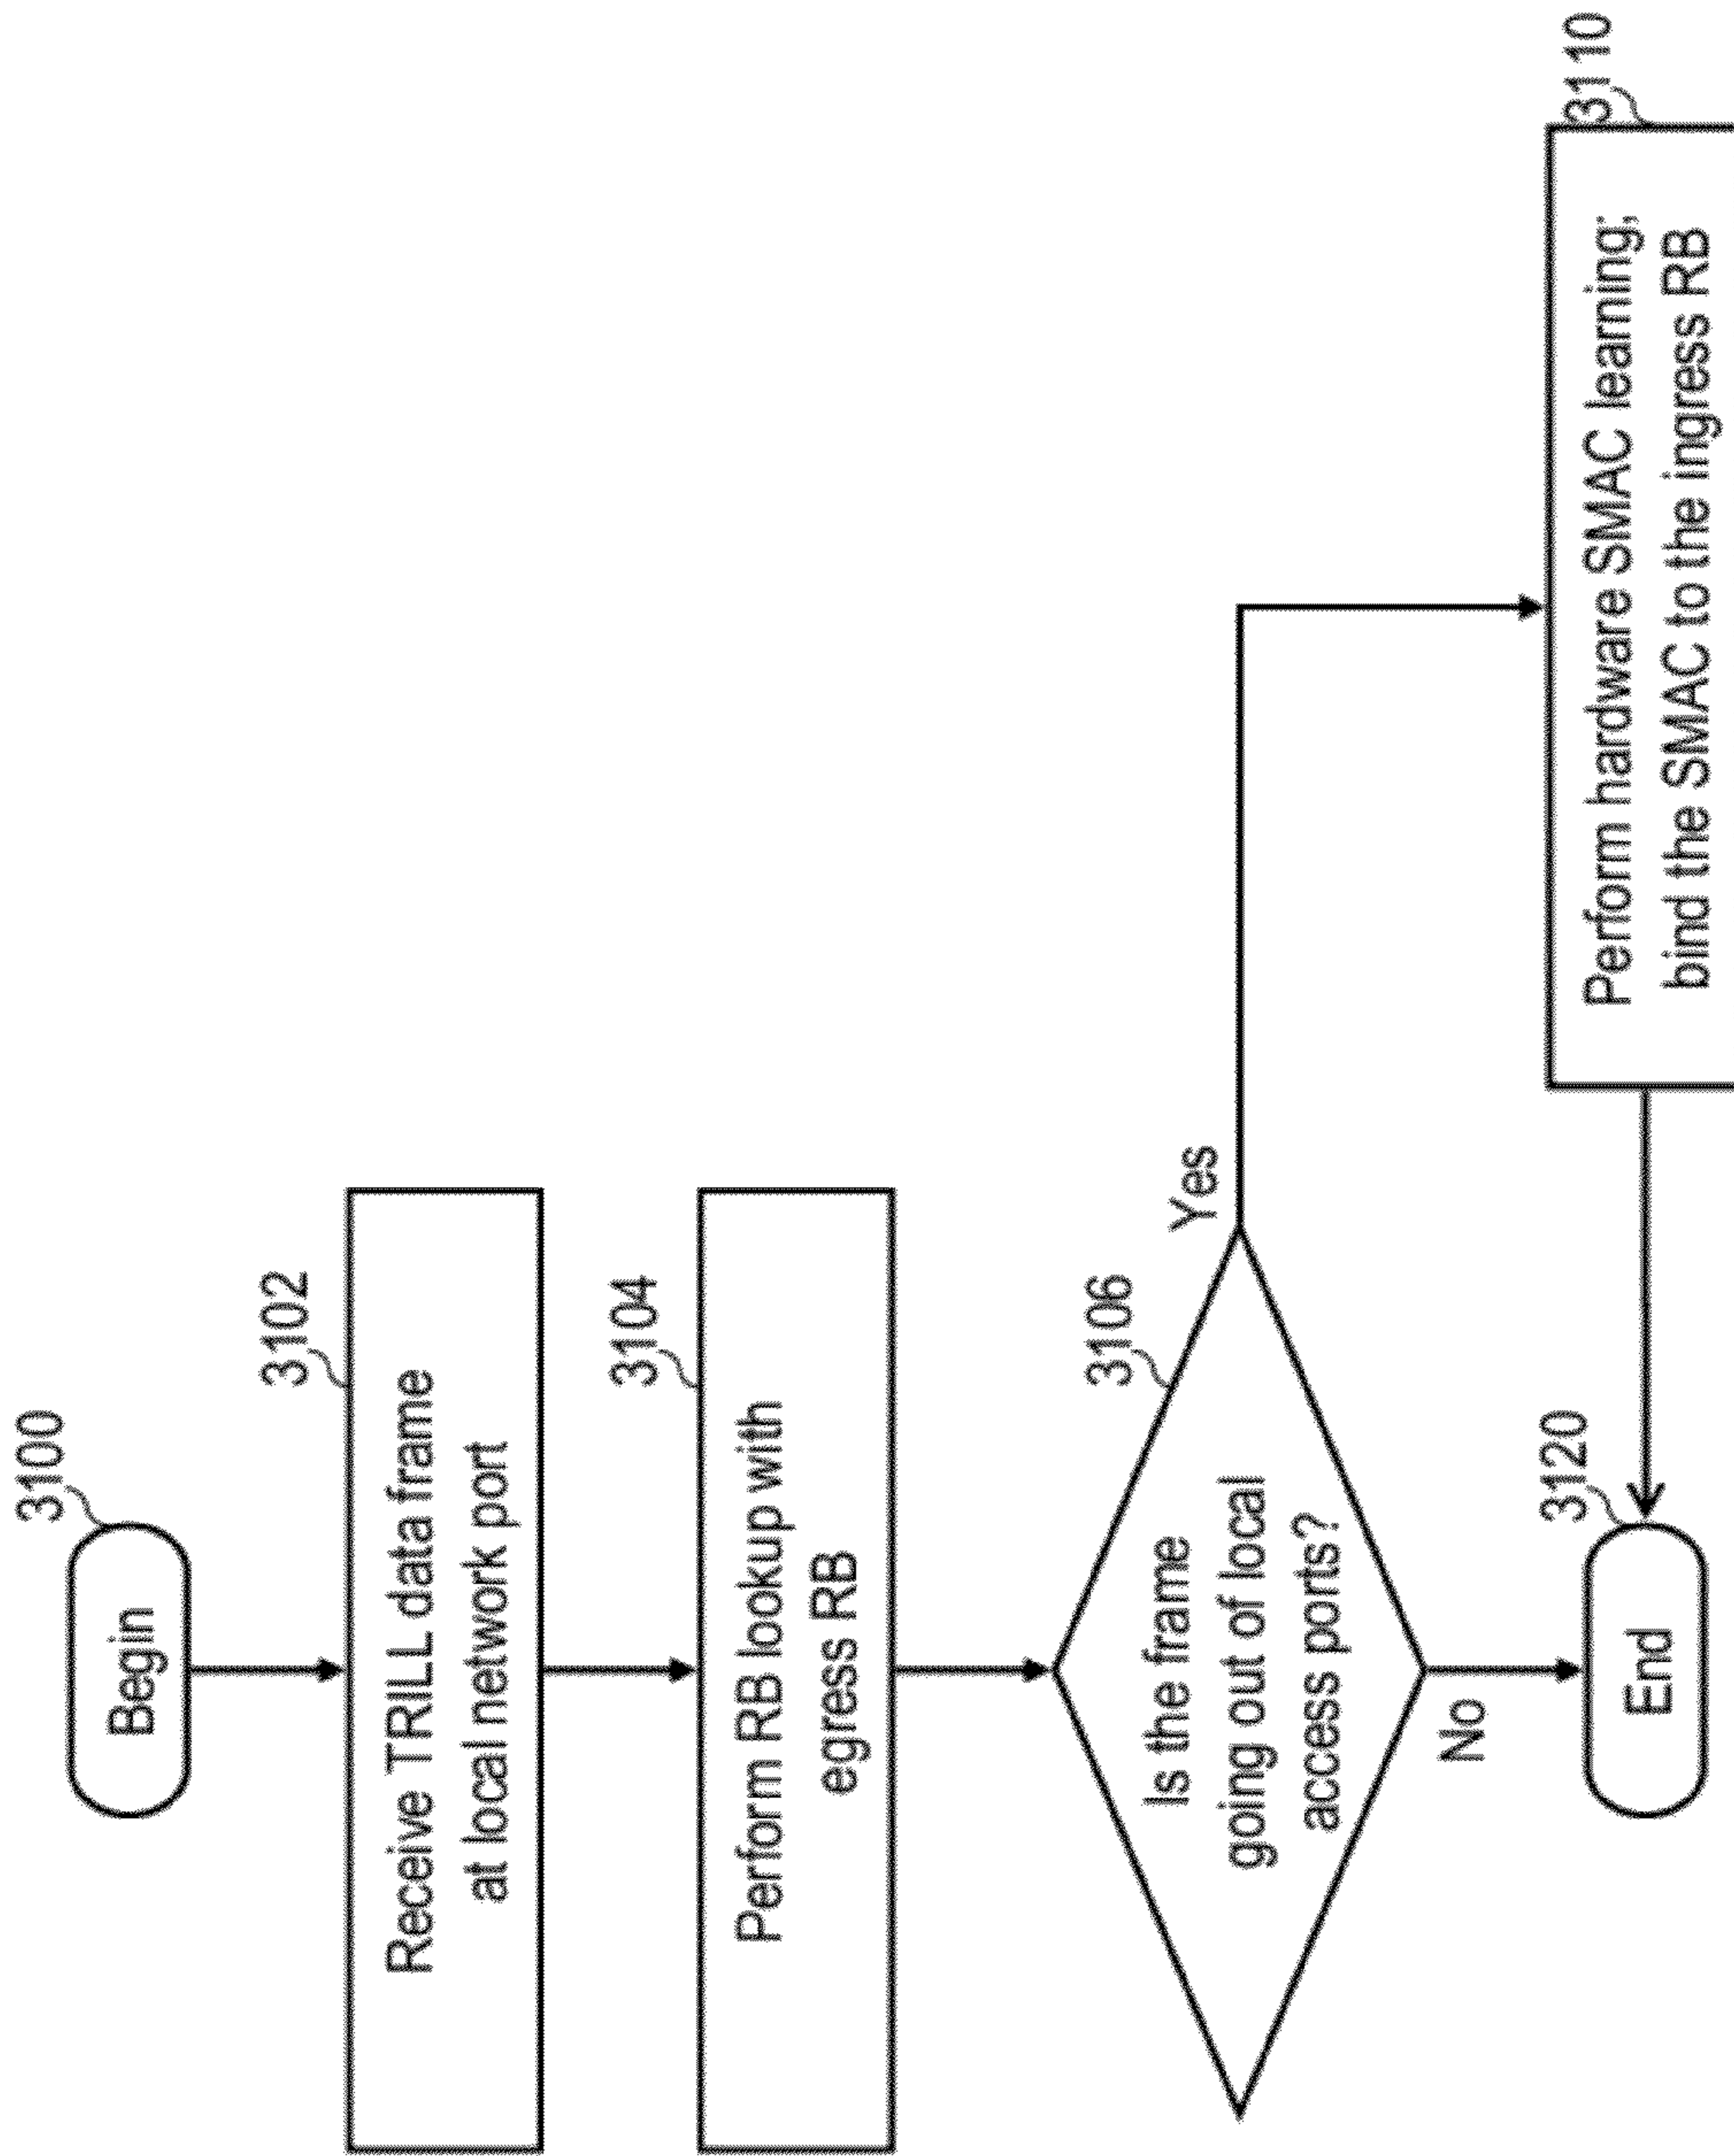 3100
Begin
3102
Receive TRILL data frame
at local network port
3104
Perform RB lookup with
egress RB
3106
Is the frame
going out of local
access ports?
Yes
No
3110
Perform hardware SMAC learning;
bind the SMAC to the ingress RB
3120
End